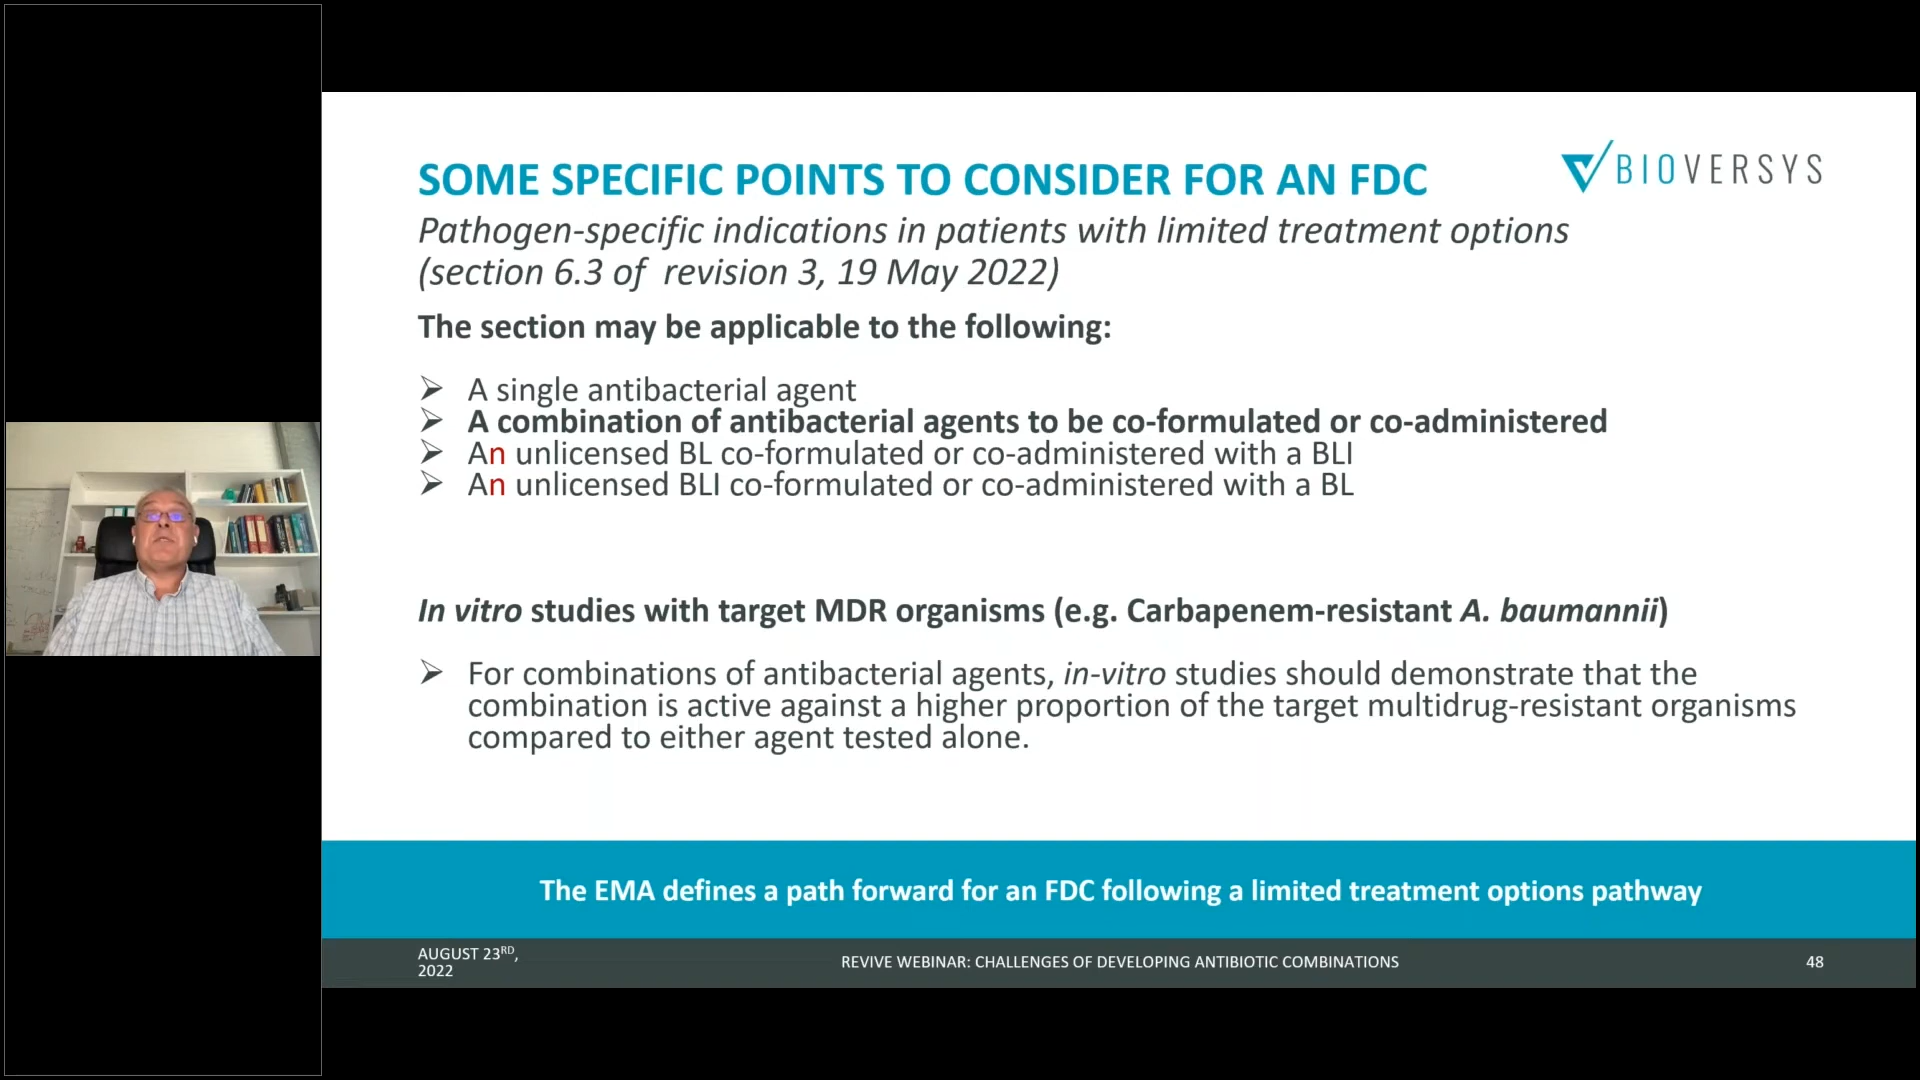 SOME SPECIFIC POINTS TO CONSIDER FOR AN FDC
BIOVERSYS
Pathogen-specific indications in patients with limited treatment options
(section 6.3 of revision 3, 19 May 2022)
The section may be applicable to the following:
➢ A single antibacterial agent
➢ A combination of antibacterial agents to be co-formulated or co-administered
➢ An unlicensed BL co-formulated or co-administered with a BLI
➢ An unlicensed BLI co-formulated or co-administered with a BL
In vitro studies with target MDR organisms (e.g. Carbapenem-resistant A. baumannii)
➢ For combinations of antibacterial agents, in-vitro studies should demonstrate that the
combination is active against a higher proportion of the target multidrug-resistant organisms
compared to either agent tested alone.
The EMA defines a path forward for an FDC following a limited treatment options pathway
AUGUST 23RD,
2022
REVIVE WEBINAR: CHALLENGES OF DEVELOPING ANTIBIOTIC COMBINATIONS
48